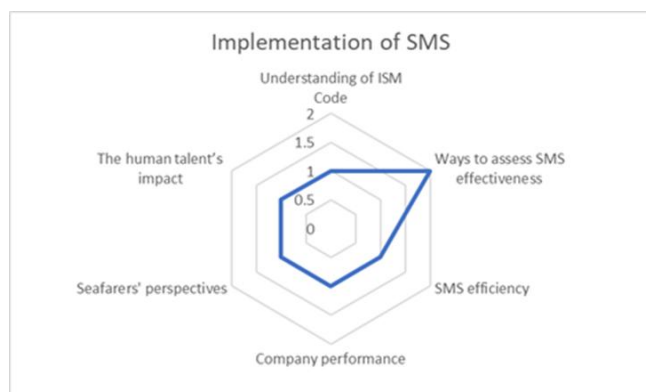 Implementation of SMS
Understanding of ISM
Code
2
1.5
1
0.5
0
Ways to assess SMS
effectiveness
SMS efficiency
Company performance
Seafarers' perspectives
The human talent's
impact